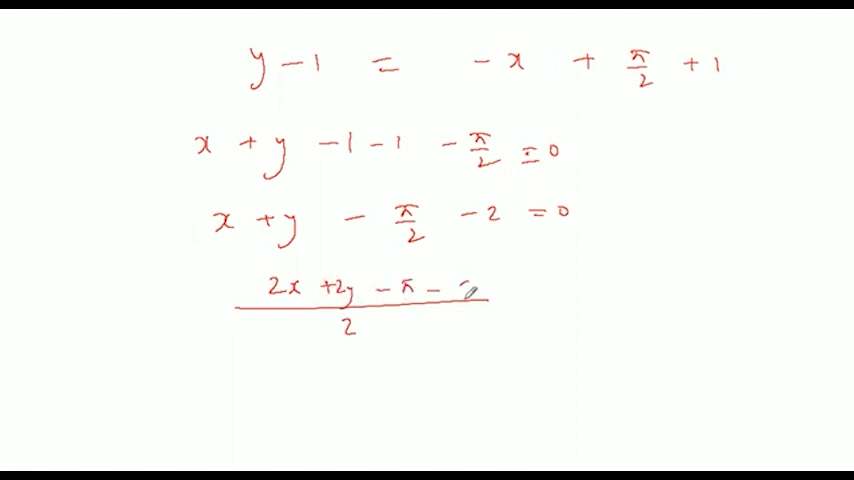 y - 1 = - x + π/2 + 1
x + y - 1 - 1 - π/2 = 0
x + y - π/2 - 2 = 0
2x + 2y - π -
2